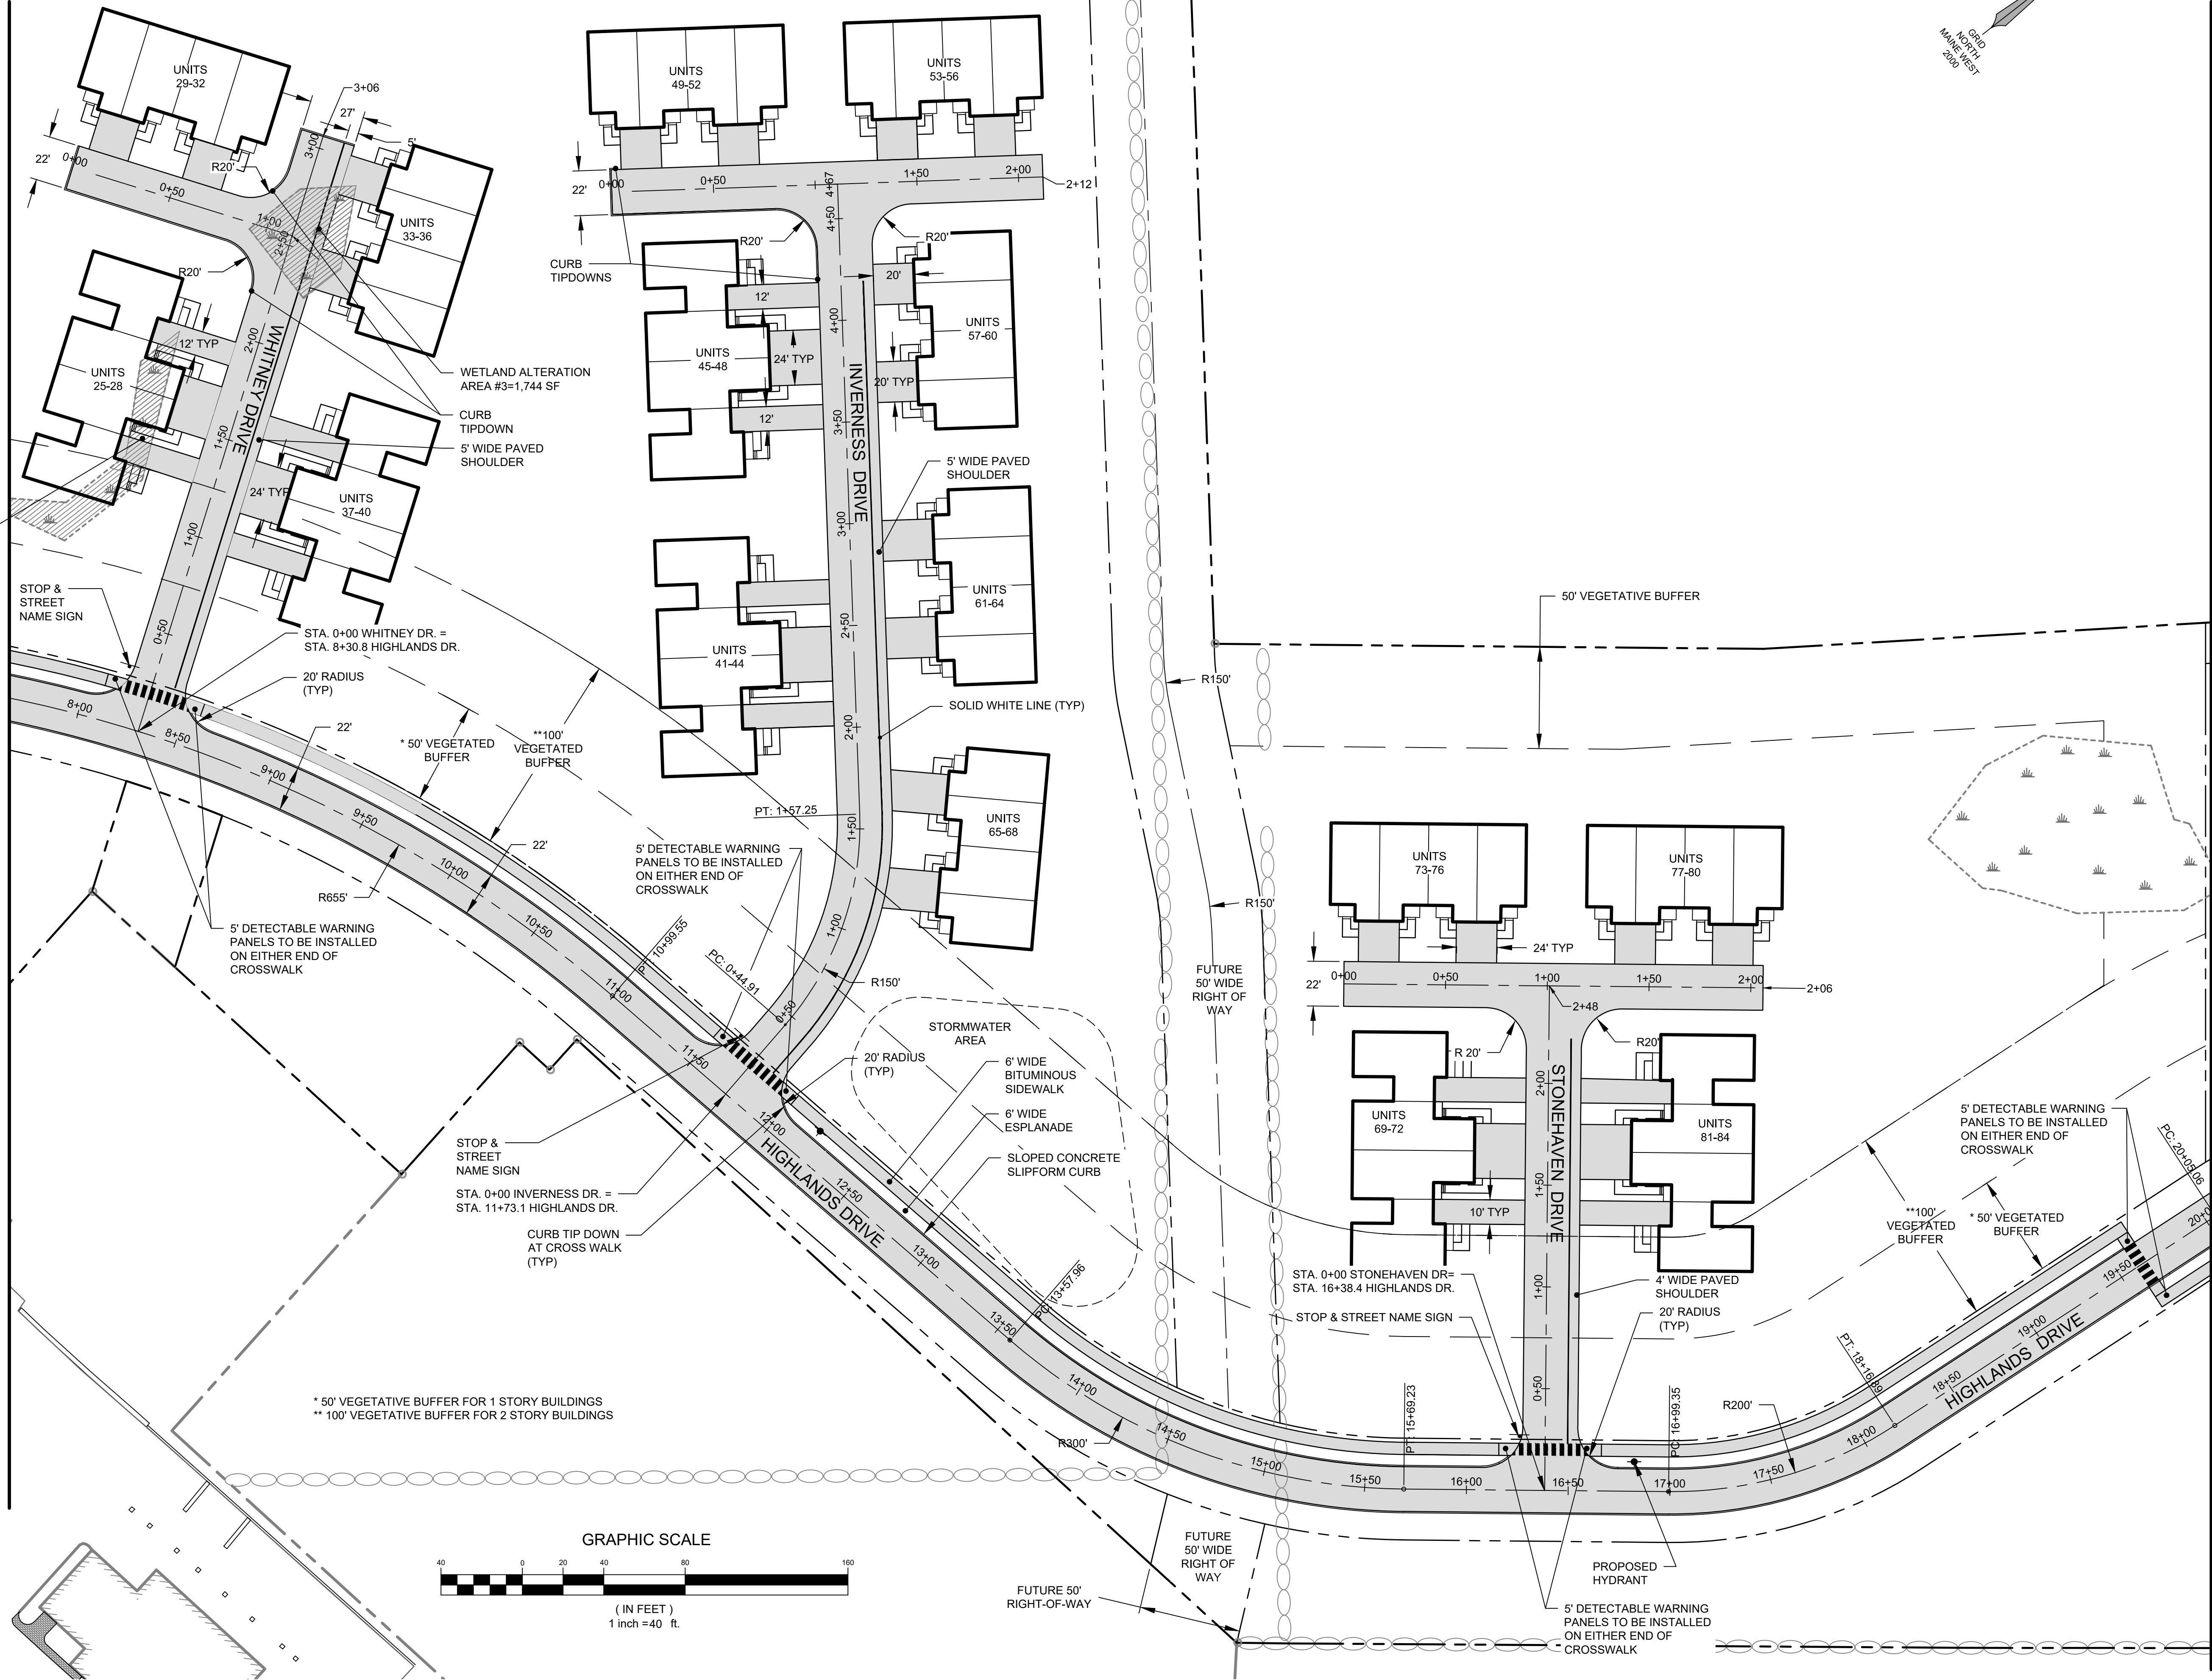 GRID
NORTH
MAINE WEST
2000
UNITS
29-32
3+06
27'
5'
22'
0+00
R20'
3+00
0+50
1+00
2+50
UNITS
33-36
R20'
2+00
12' TYP
UNITS
25-28
WHITNEY DRIVE
1+50
WETLAND ALTERATION
AREA #3=1,744 SF
CURB
TIPDOWN
5' WIDE PAVED
SHOULDER
24' TYP
UNITS
37-40
1+00
0+50
STOP &
STREET
NAME SIGN
STA. 0+00 WHITNEY DR. =
STA. 8+30.8 HIGHLANDS DR.
20' RADIUS
(TYP)
22'
* 50' VEGETATED
BUFFER
**100'
VEGETATED
BUFFER
8+00
8+50
9+00
9+50
10+00
10+50
22'
R655'
5' DETECTABLE WARNING
PANELS TO BE INSTALLED
ON EITHER END OF
CROSSWALK
UNITS
49-52
UNITS
53-56
22'
0+00
0+50
4+67
1+50
2+00
2+12
4+50
R20'
R20'
CURB
TIPDOWNS
12'
20'
4+00
UNITS
57-60
UNITS
45-48
24' TYP
20' TYP
12'
3+50
INVERNESS DRIVE
5' WIDE PAVED
SHOULDER
3+00
UNITS
61-64
2+50
UNITS
41-44
2+00
SOLID WHITE LINE (TYP)
PT: 1+57.25
1+50
UNITS
65-68
5' DETECTABLE WARNING
PANELS TO BE INSTALLED
ON EITHER END OF
CROSSWALK
1+00
PT: 10+99.55
PC: 0+44.91
11+00
R150'
0+50
11+50
STORMWATER
AREA
20' RADIUS
(TYP)
6' WIDE
BITUMINOUS
SIDEWALK
6' WIDE
ESPLANADE
SLOPED CONCRETE
SLIPFORM CURB
12+00
STOP &
STREET
NAME SIGN
STA. 0+00 INVERNESS DR. =
STA. 11+73.1 HIGHLANDS DR.
CURB TIP DOWN
AT CROSS WALK
(TYP)
HIGHLANDS DRIVE
12+50
13+00
13+50
PC: 13+57.96
14+00
14+50
R300'
15+00
R150'
R150'
FUTURE
50' WIDE
RIGHT OF
WAY
50' VEGETATIVE BUFFER
UNITS
73-76
UNITS
77-80
24' TYP
22'
0+00
0+50
1+00
1+50
2+00
2+06
2+48
R 20'
R20'
2+00
UNITS
69-72
UNITS
81-84
STONEHAVEN DRIVE
1+50
10' TYP
STA. 0+00 STONEHAVEN DR=
STA. 16+38.4 HIGHLANDS DR.
1+00
4' WIDE PAVED
SHOULDER
STOP & STREET NAME SIGN
20' RADIUS
(TYP)
0+50
PT: 15+69.23
PC: 16+99.35
15+50
16+00
16+50
17+00
17+50
R200'
18+00
PT: 18+16.89
18+50
19+00
HIGHLANDS DRIVE
19+50
PC: 20+05.06
20+0
**100'
VEGETATED
BUFFER
* 50' VEGETATED
BUFFER
5' DETECTABLE WARNING
PANELS TO BE INSTALLED
ON EITHER END OF
CROSSWALK
* 50' VEGETATIVE BUFFER FOR 1 STORY BUILDINGS
** 100' VEGETATIVE BUFFER FOR 2 STORY BUILDINGS
GRAPHIC SCALE
40 0 20 40 80 160
( IN FEET )
1 inch =40 ft.
FUTURE 50'
RIGHT-OF-WAY
FUTURE
50' WIDE
RIGHT OF
WAY
PROPOSED
HYDRANT
5' DETECTABLE WARNING
PANELS TO BE INSTALLED
ON EITHER END OF
CROSSWALK